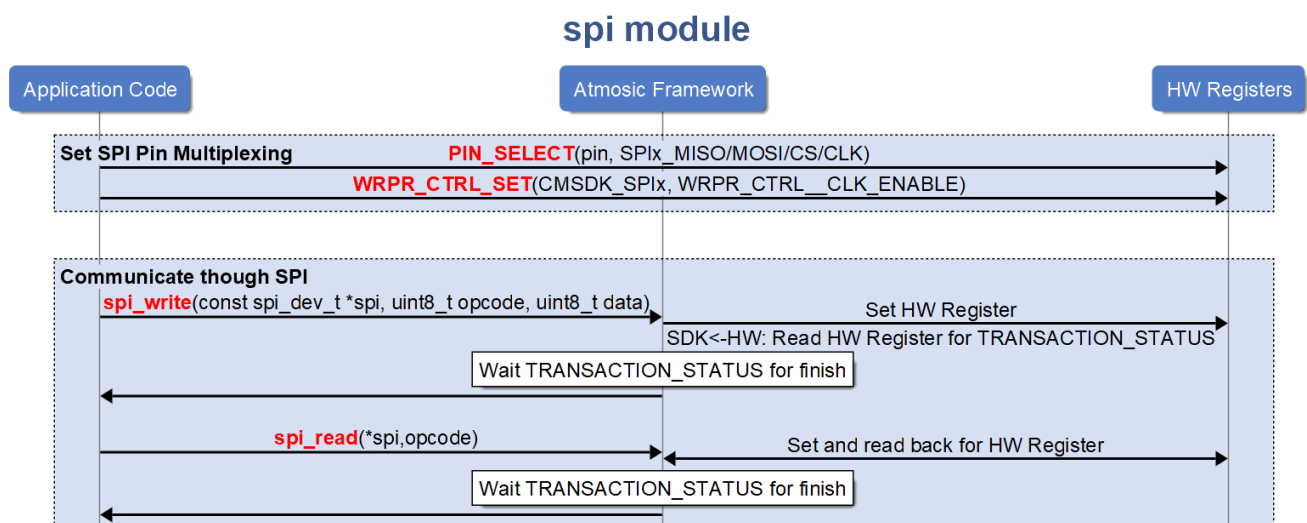 spi module
Application Code
Atmosic Framework
HW Registers
Set SPI Pin Multiplexing
PIN_SELECT(pin, SPIx_MISO/MOSI/CS/CLK)
WRPR_CTRL_SET(CMSDK_SPIx, WRPR_CTRL__CLK_ENABLE)
Communicate though SPI
spi_write(const spi_dev_t *spi, uint8_t opcode, uint8_t data)
Set HW Register
SDK<-HW: Read HW Register for TRANSACTION_STATUS
Wait TRANSACTION_STATUS for finish
spi_read(*spi,opcode)
Set and read back for HW Register
Wait TRANSACTION_STATUS for finish